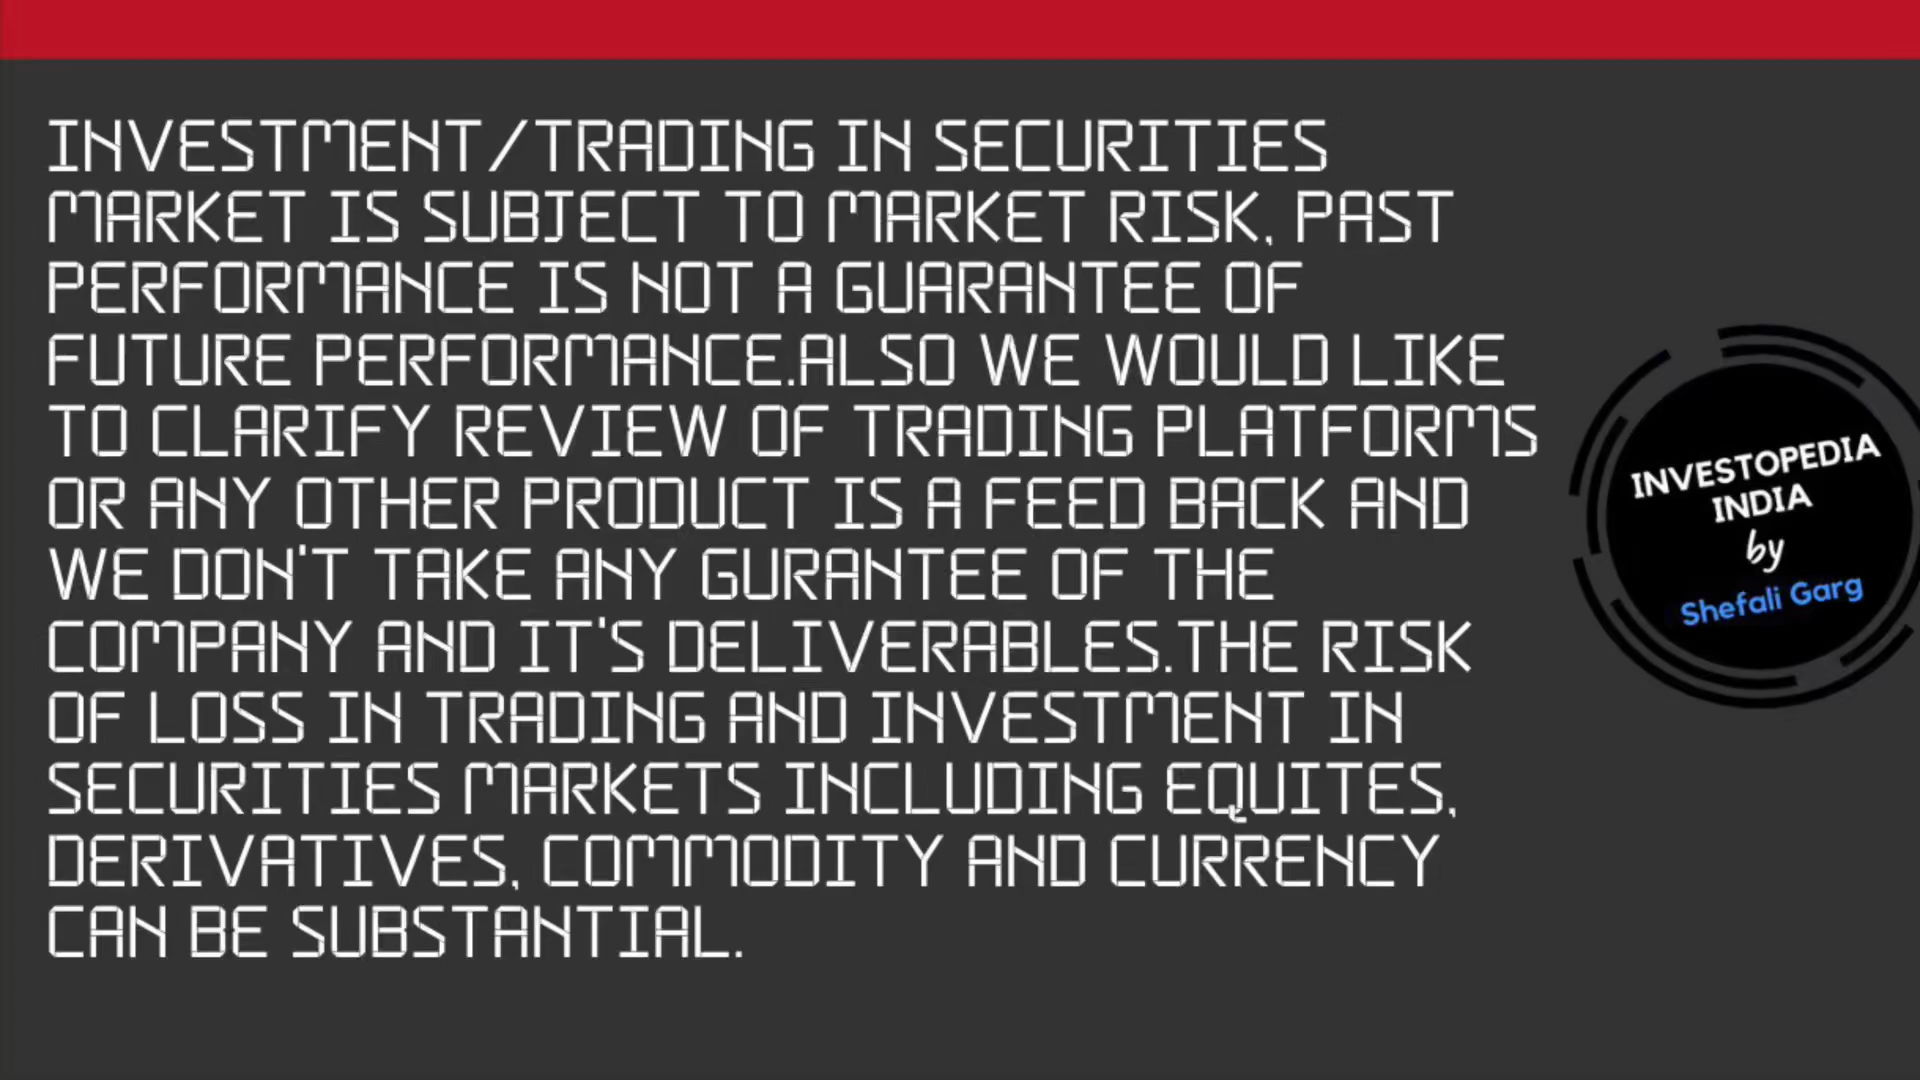 INVESTMENT/TRADING IN SECURITIES
MARKET IS SUBJECT TO MARKET RISK, PAST
PERFORMANCE IS NOT A GUARANTEE OF
FUTURE PERFORMANCE.ALSO WE WOULD LIKE
TO CLARIFY REVIEW OF TRADING PLATFORMS
OR ANY OTHER PRODUCT IS A FEED BACK AND
WE DON'T TAKE ANY GURANTEE OF THE
COMPANY AND IT'S DELIVERABLES.THE RISK
OF LOSS IN TRADING AND INVESTMENT IN
SECURITIES MARKETS INCLUDING EQUITES,
DERIVATIVES, COMMODITY AND CURRENCY
CAN BE SUBSTANTIAL.
INVESTOPEDIA
INDIA
by
Shefali Garg